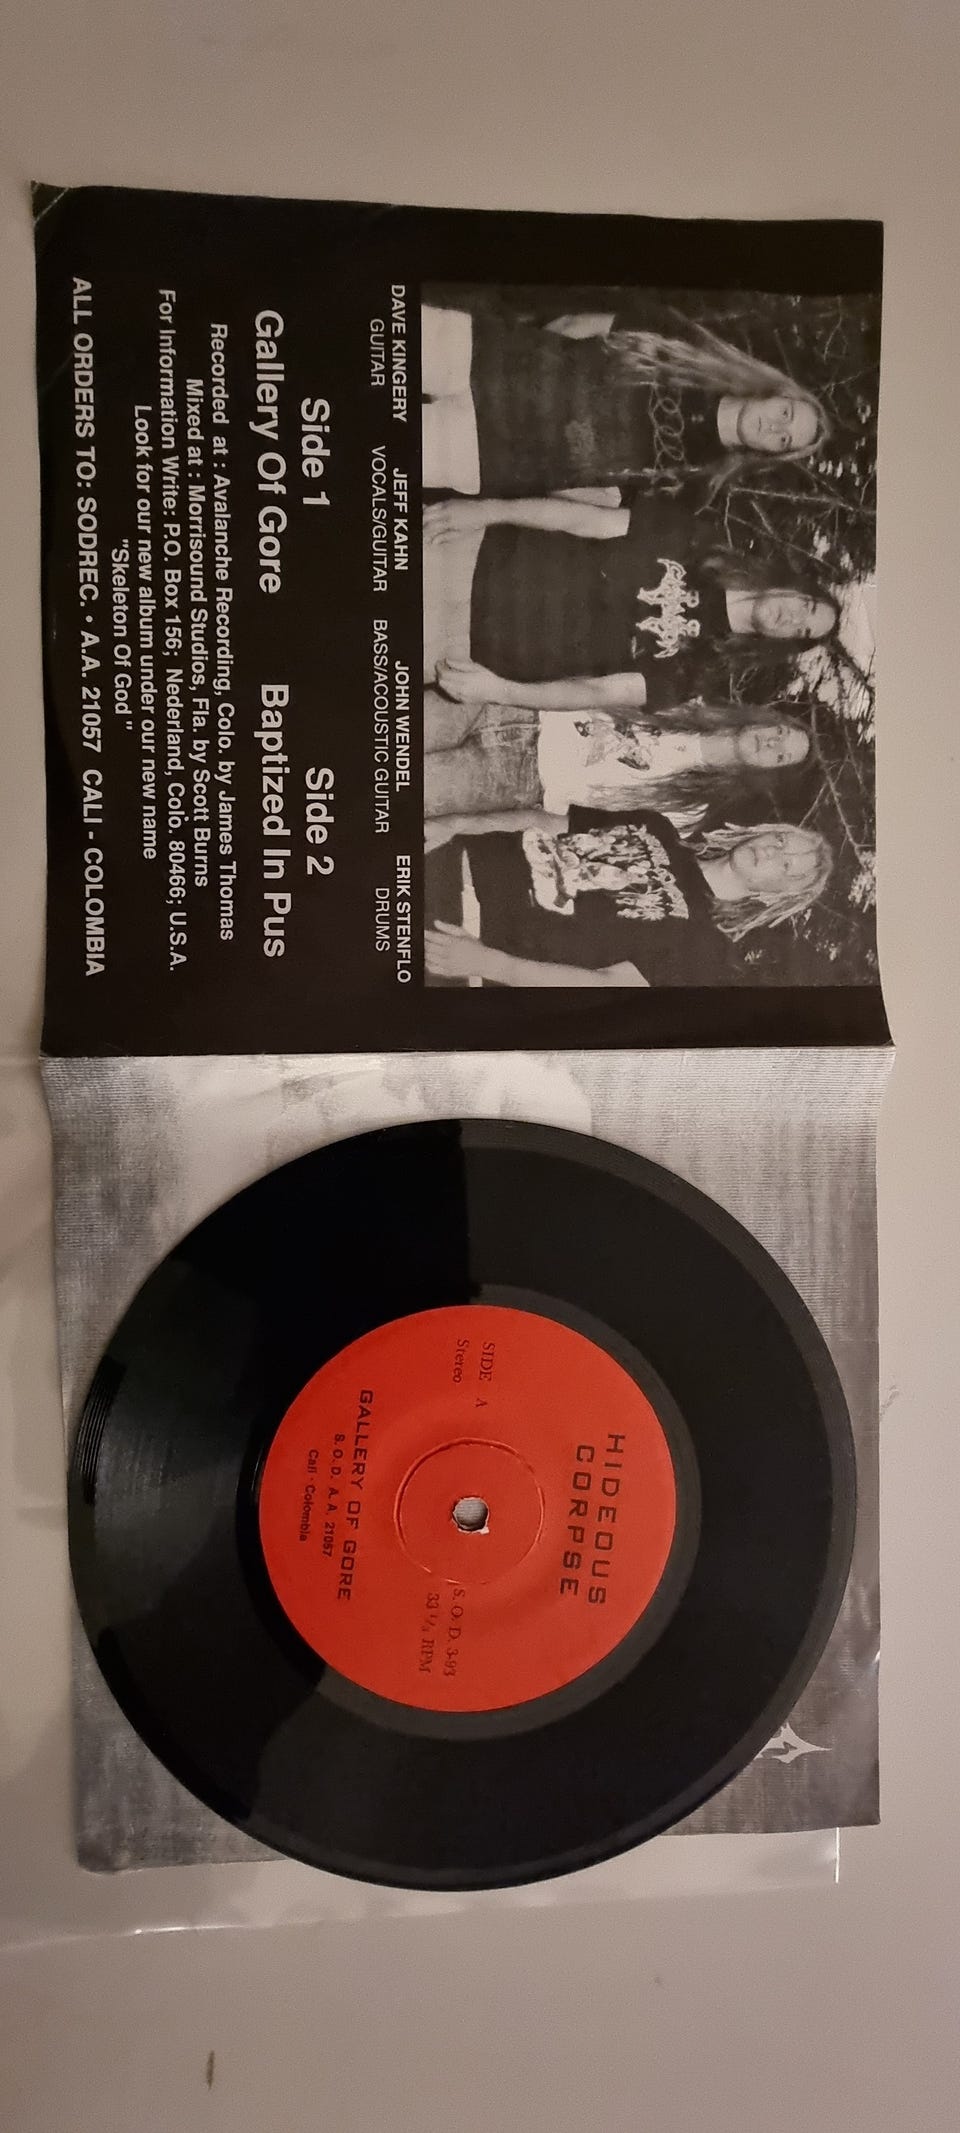 DAVE KINGERY
GUITAR
JEFF KAHN
VOCALS/GUITAR
JOHN WENDEL
BASS/ACOUSTIC GUITAR
ERIK STENFLO
DRUMS
Side 1
Gallery Of Gore
Side 2
Baptized In Pus
Recorded at : Avalanche Recording, Colo. by James Thomas
Mixed at : Morrisound Studios, Fla. by Scott Burns
For Information Write: P.O. Box 156; Nederland, Colo. 80466; U.S.A.
Look for our new album under our new name
"Skeleton Of God"
ALL ORDERS TO: SODREC. • A.A. 21057 CALI - COLOMBIA
HIDEOUS
CORPSE
SIDE A
Stereo
S. O. D. 3-93
33 1/3 RPM
GALLERY OF GORE
S. O. D. A. A. 21057
Cali - Colombia